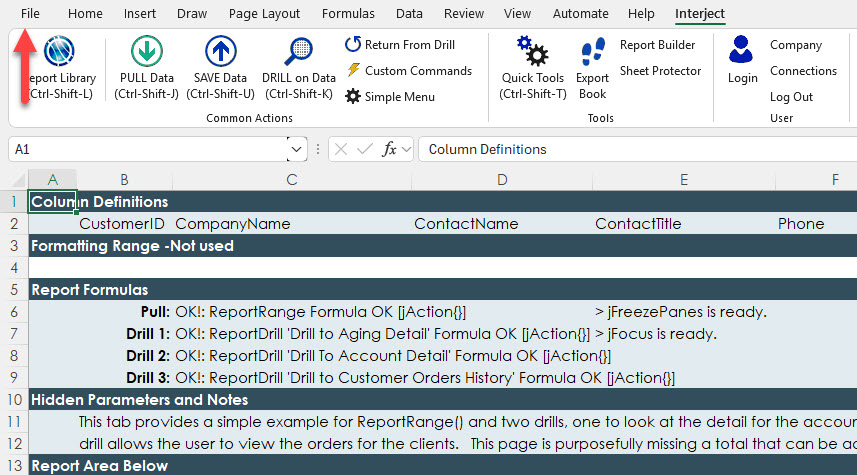 File Home Insert Draw Page Layout Formulas Data Review View Automate Help Interject
Report Library
(Ctrl-Shift-L)
PULL Data
(Ctrl-Shift-J)
SAVE Data
(Ctrl-Shift-U)
DRILL on Data
(Ctrl-Shift-K)
Return From Drill
Custom Commands
Simple Menu
Common Actions
Quick Tools
(Ctrl-Shift-T)
Export
Book
Report Builder
Sheet Protector
Tools
Login
Company
Connections
Log Out
User
A1 fx Column Definitions
A B C D E F
1 Column Definitions
2 CustomerID CompanyName ContactName ContactTitle Phone
3 Formatting Range -Not used
4
5 Report Formulas
6 Pull: OK!: ReportRange Formula OK [jAction{}] > jFreezePanes is ready.
7 Drill 1: OK!: ReportDrill 'Drill to Aging Detail' Formula OK [jAction{}] > jFocus is ready.
8 Drill 2: OK!: ReportDrill 'Drill To Account Detail' Formula OK [jAction{}]
9 Drill 3: OK!: ReportDrill 'Drill to Customer Orders History' Formula OK [jAction{}]
10 Hidden Parameters and Notes
11 This tab provides a simple example for ReportRange() and two drills, one to look at the detail for the accoun
12 drill allows the user to view the orders for the clients. This page is purposefully missing a total that can be ac
13 Report Area Below